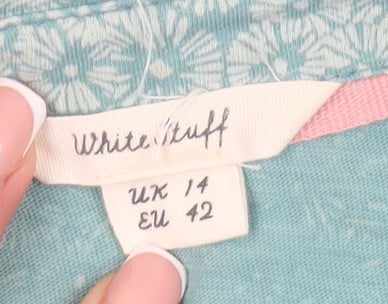 White Stuff
UK 14
EU 42